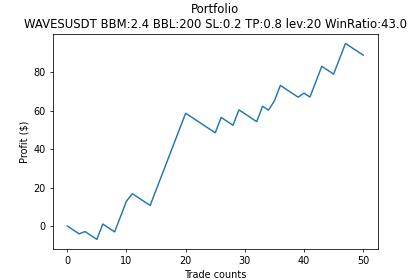 Portfolio
WAVESUSDT BBM:2.4 BBL:200 SL:0.2 TP:0.8 lev:20 WinRatio:43.0
80
60
40
20
0
Profit ($)
0 10 20 30 40 50
Trade counts